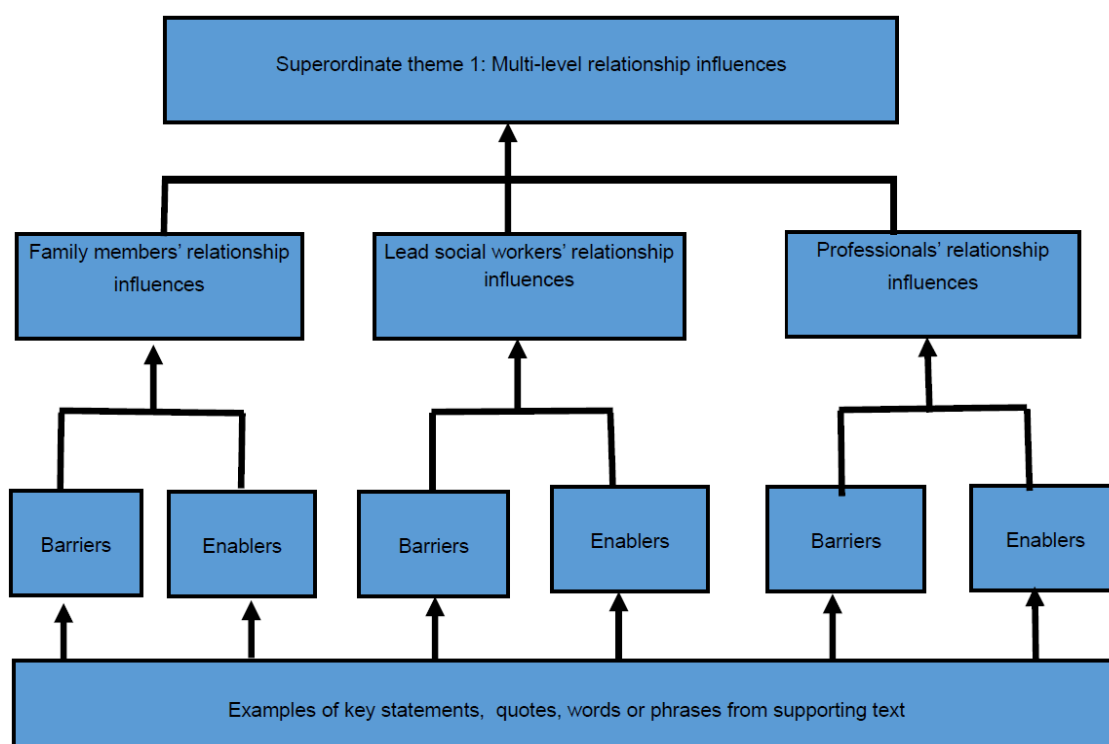 Superordinate theme 1: Multi-level relationship influences
Family members’ relationship
influences
Lead social workers’ relationship
influences
Professionals’ relationship
influences
Barriers
Enablers
Barriers
Enablers
Barriers
Enablers
Examples of key statements,  quotes, words or phrases from supporting text